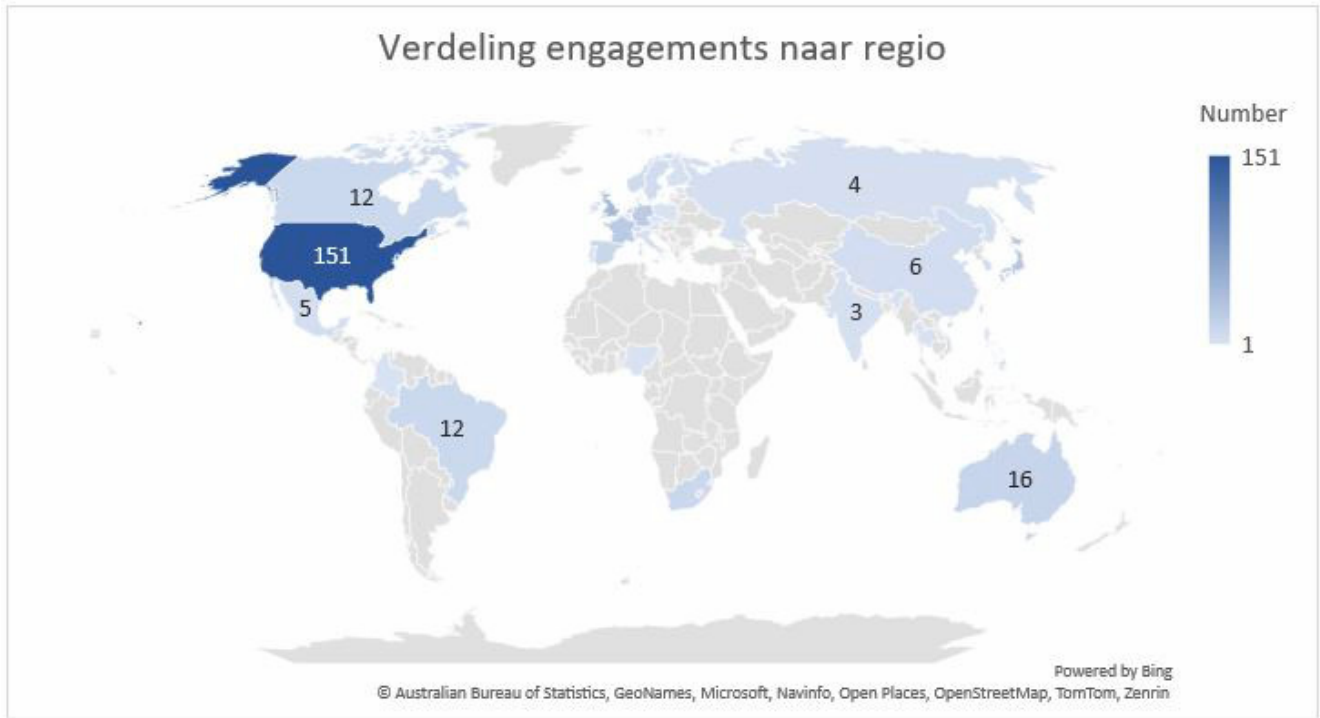 Verdeling engagements naar regio
Number
151
1
12
151
5
12
4
6
3
16
Powered by Bing
© Australian Bureau of Statistics, GeoNames, Microsoft, Navinfo, Open Places, OpenStreetMap, TomTom, Zenrin